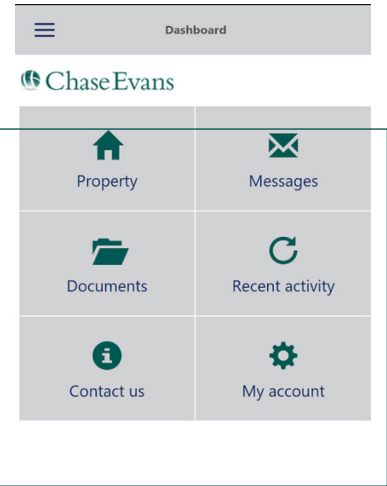 Dashboard
Chase Evans
Property Messages
Documents Recent activity
Contact us My account